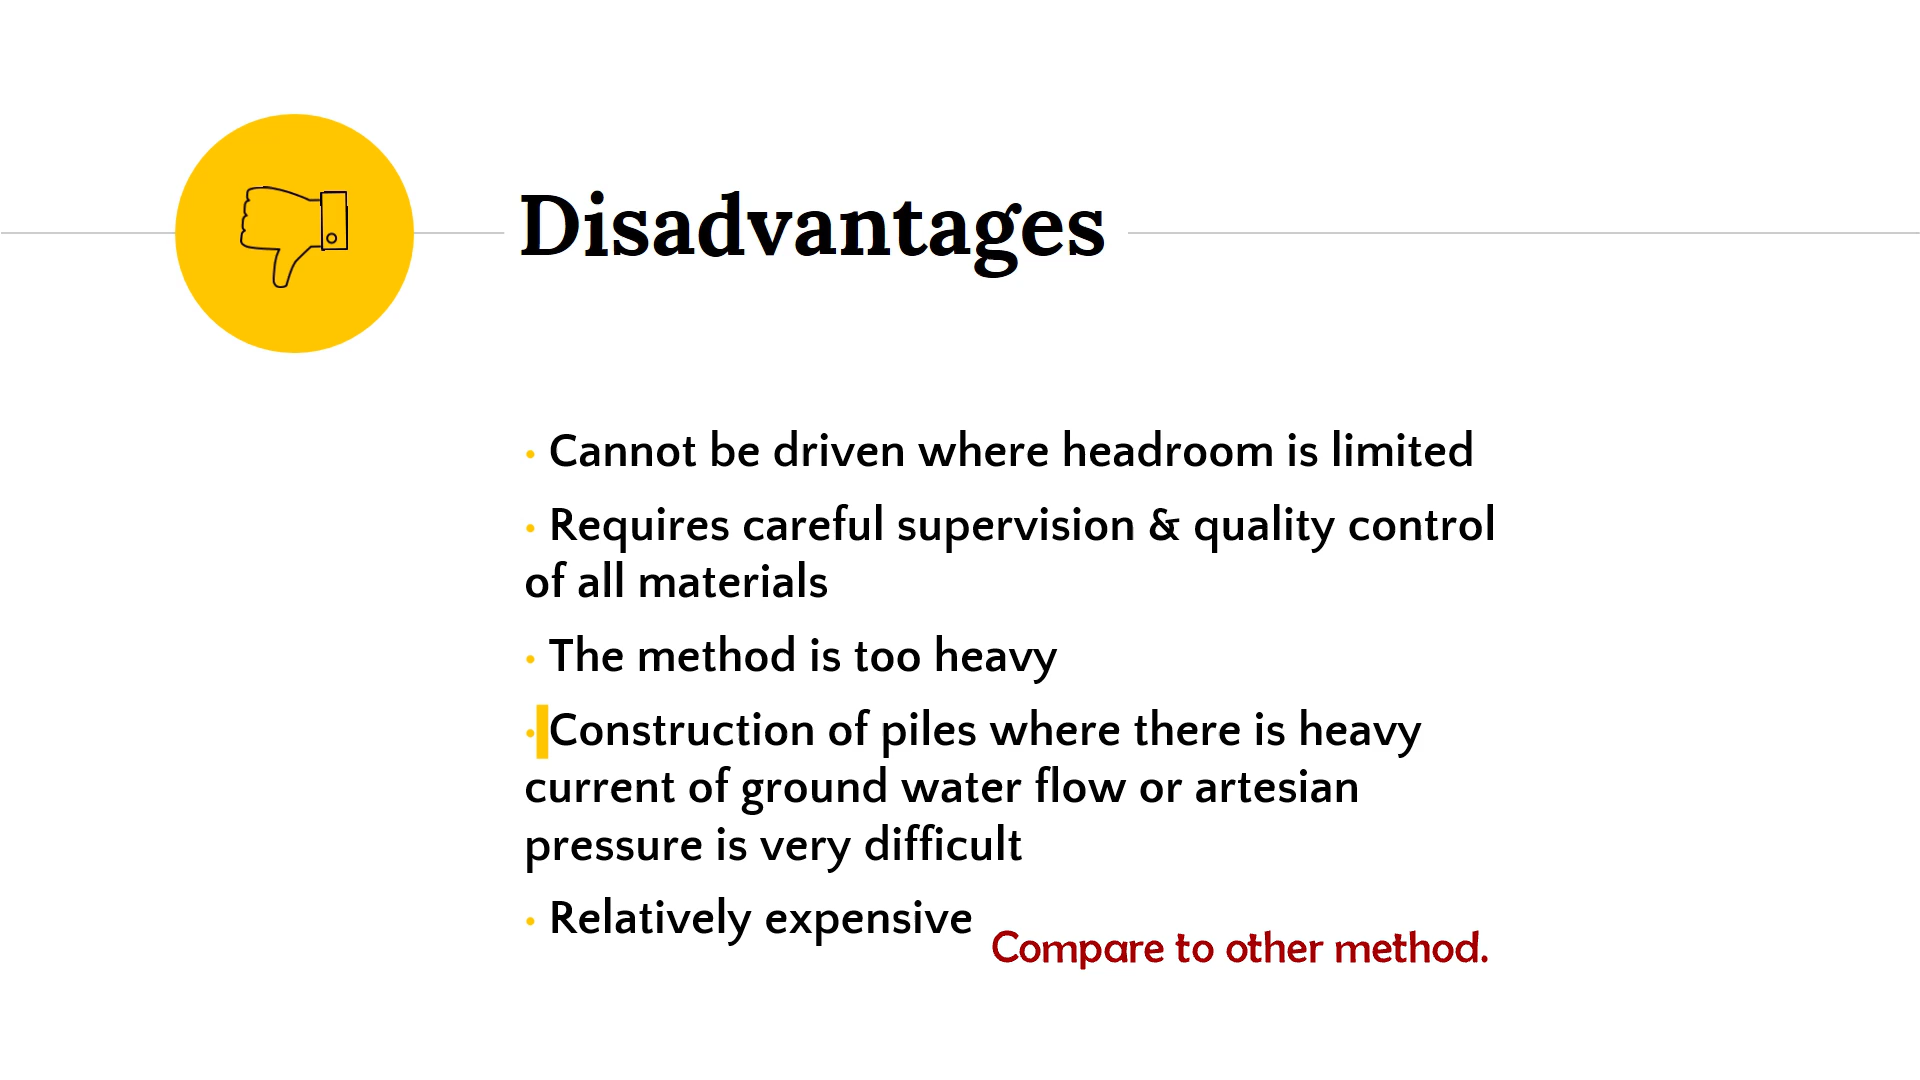 Disadvantages
• Cannot be driven where headroom is limited
• Requires careful supervision & quality control
of all materials
• The method is too heavy
• Construction of piles where there is heavy
current of ground water flow or artesian
pressure is very difficult
• Relatively expensive
Compare to other method.